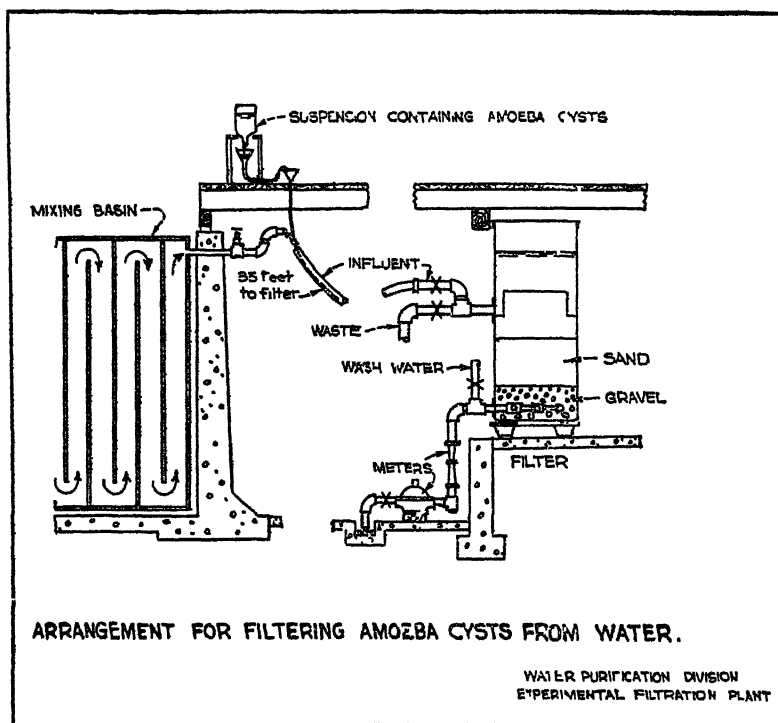 SUSPENSION CONTAINING AMOEBA CYSTS
MIXING BASIN
35 feet
to filter
INFLUENT
WASTE
WASH WATER
SAND
GRAVEL
METERS
FILTER
ARRANGEMENT FOR FILTERING AMOEBA CYSTS FROM WATER.
WATER PURIFICATION DIVISION
EXPERIMENTAL FILTRATION PLANT